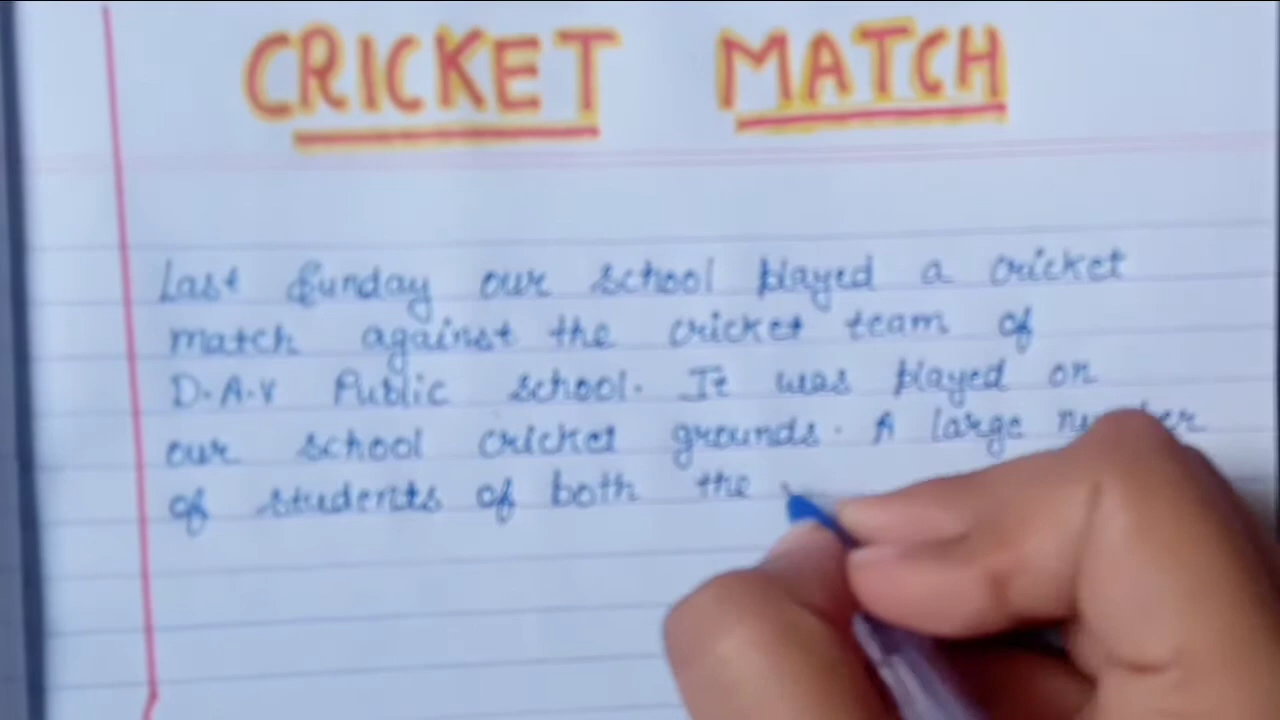 CRICKET MATCH
Last Sunday our school played a cricket
match against the cricket team of
D.A.V Public school. It was played on
our school cricket grounds. A large
of students of both the